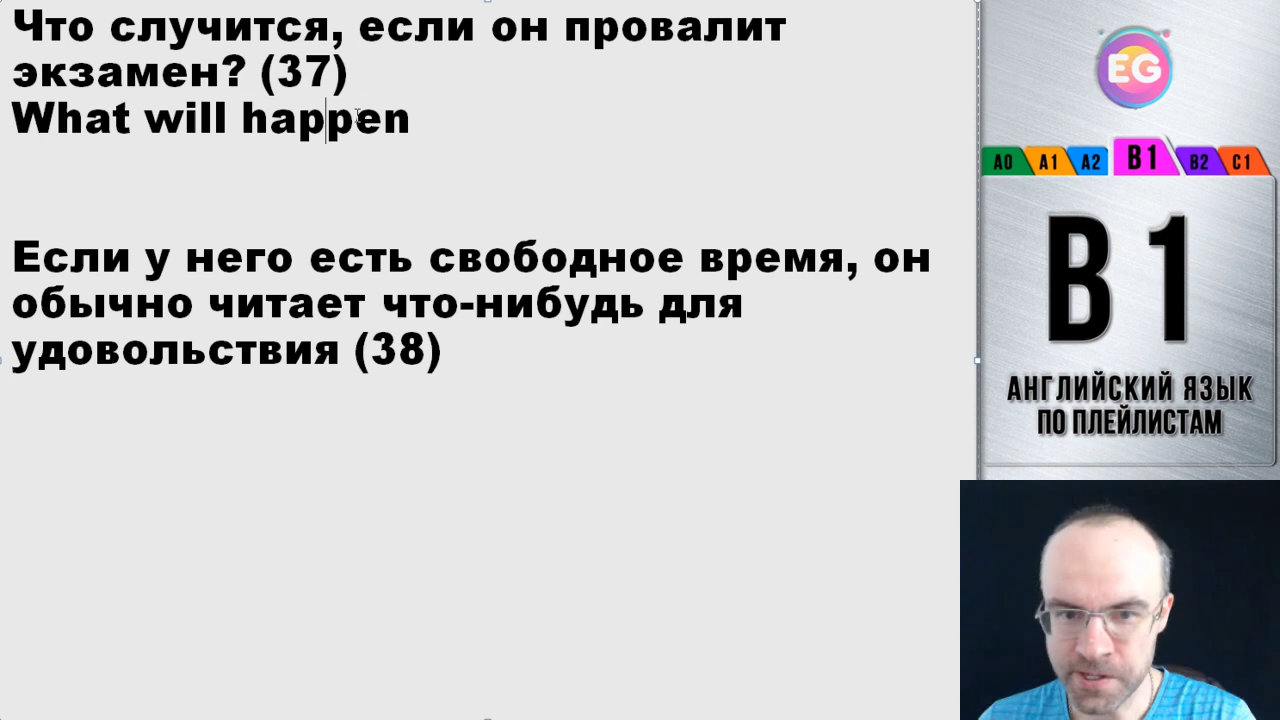 Что случится, если он провалит
экзамен? (37)
What will happen
Если у него есть свободное время, он
обычно читает что-нибудь для
удовольствия (38)
EG
A0 A1 A2 B1 B2 C1
B1
АНГЛИЙСКИЙ ЯЗЫК
ПО ПЛЕЙЛИСТАМ